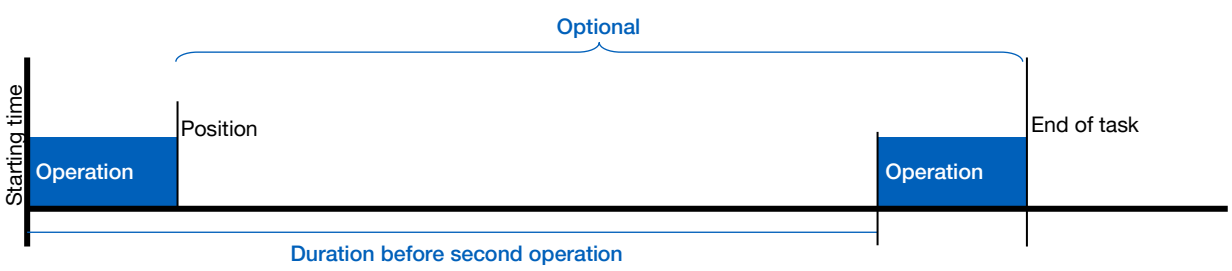 Optional
Starting time
Position
End of task
Operation
Operation
Duration before second operation